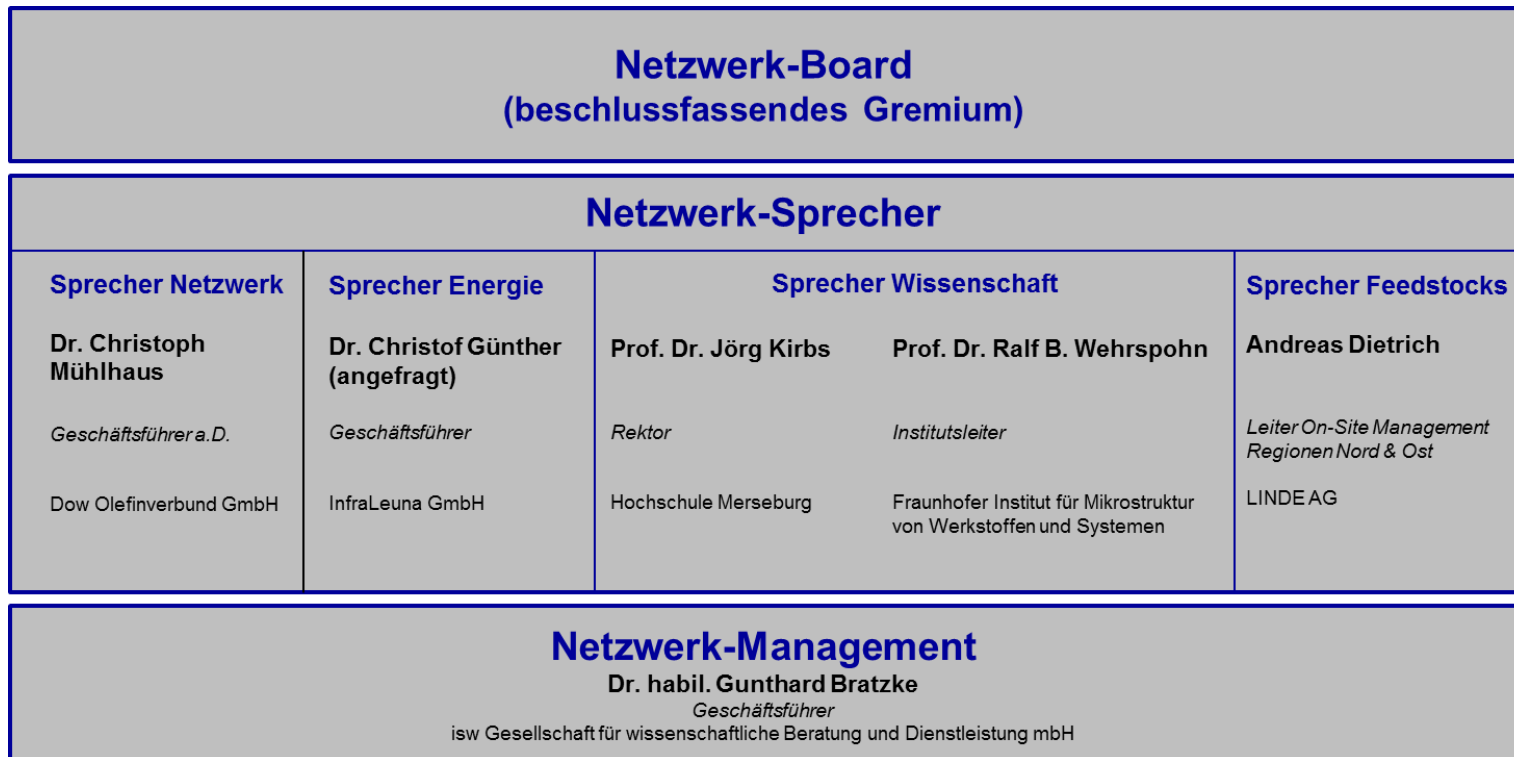 Netzwerk-Board
(beschlussfassendes Gremium)
Netzwerk-Sprecher
Sprecher Netzwerk
Dr. Christoph
Mühlhaus
Geschäftsführer a.D.
Dow Olefinverbund GmbH
Sprecher Energie
Dr. Christof Günther
(angefragt)
Geschäftsführer
InfraLeuna GmbH
Sprecher Wissenschaft
Prof. Dr. Jörg Kirbs
Rektor
Hochschule Merseburg
Prof. Dr. Ralf B. Wehrspohn
Institutsleiter
Fraunhofer Institut für Mikrostruktur
von Werkstoffen und Systemen
Sprecher Feedstocks
Andreas Dietrich
Leiter On-Site Management
Regionen Nord & Ost
LINDE AG
Netzwerk-Management
Dr. habil. Gunthard Bratzke
Geschäftsführer
isw Gesellschaft für wissenschaftliche Beratung und Dienstleistung mbH